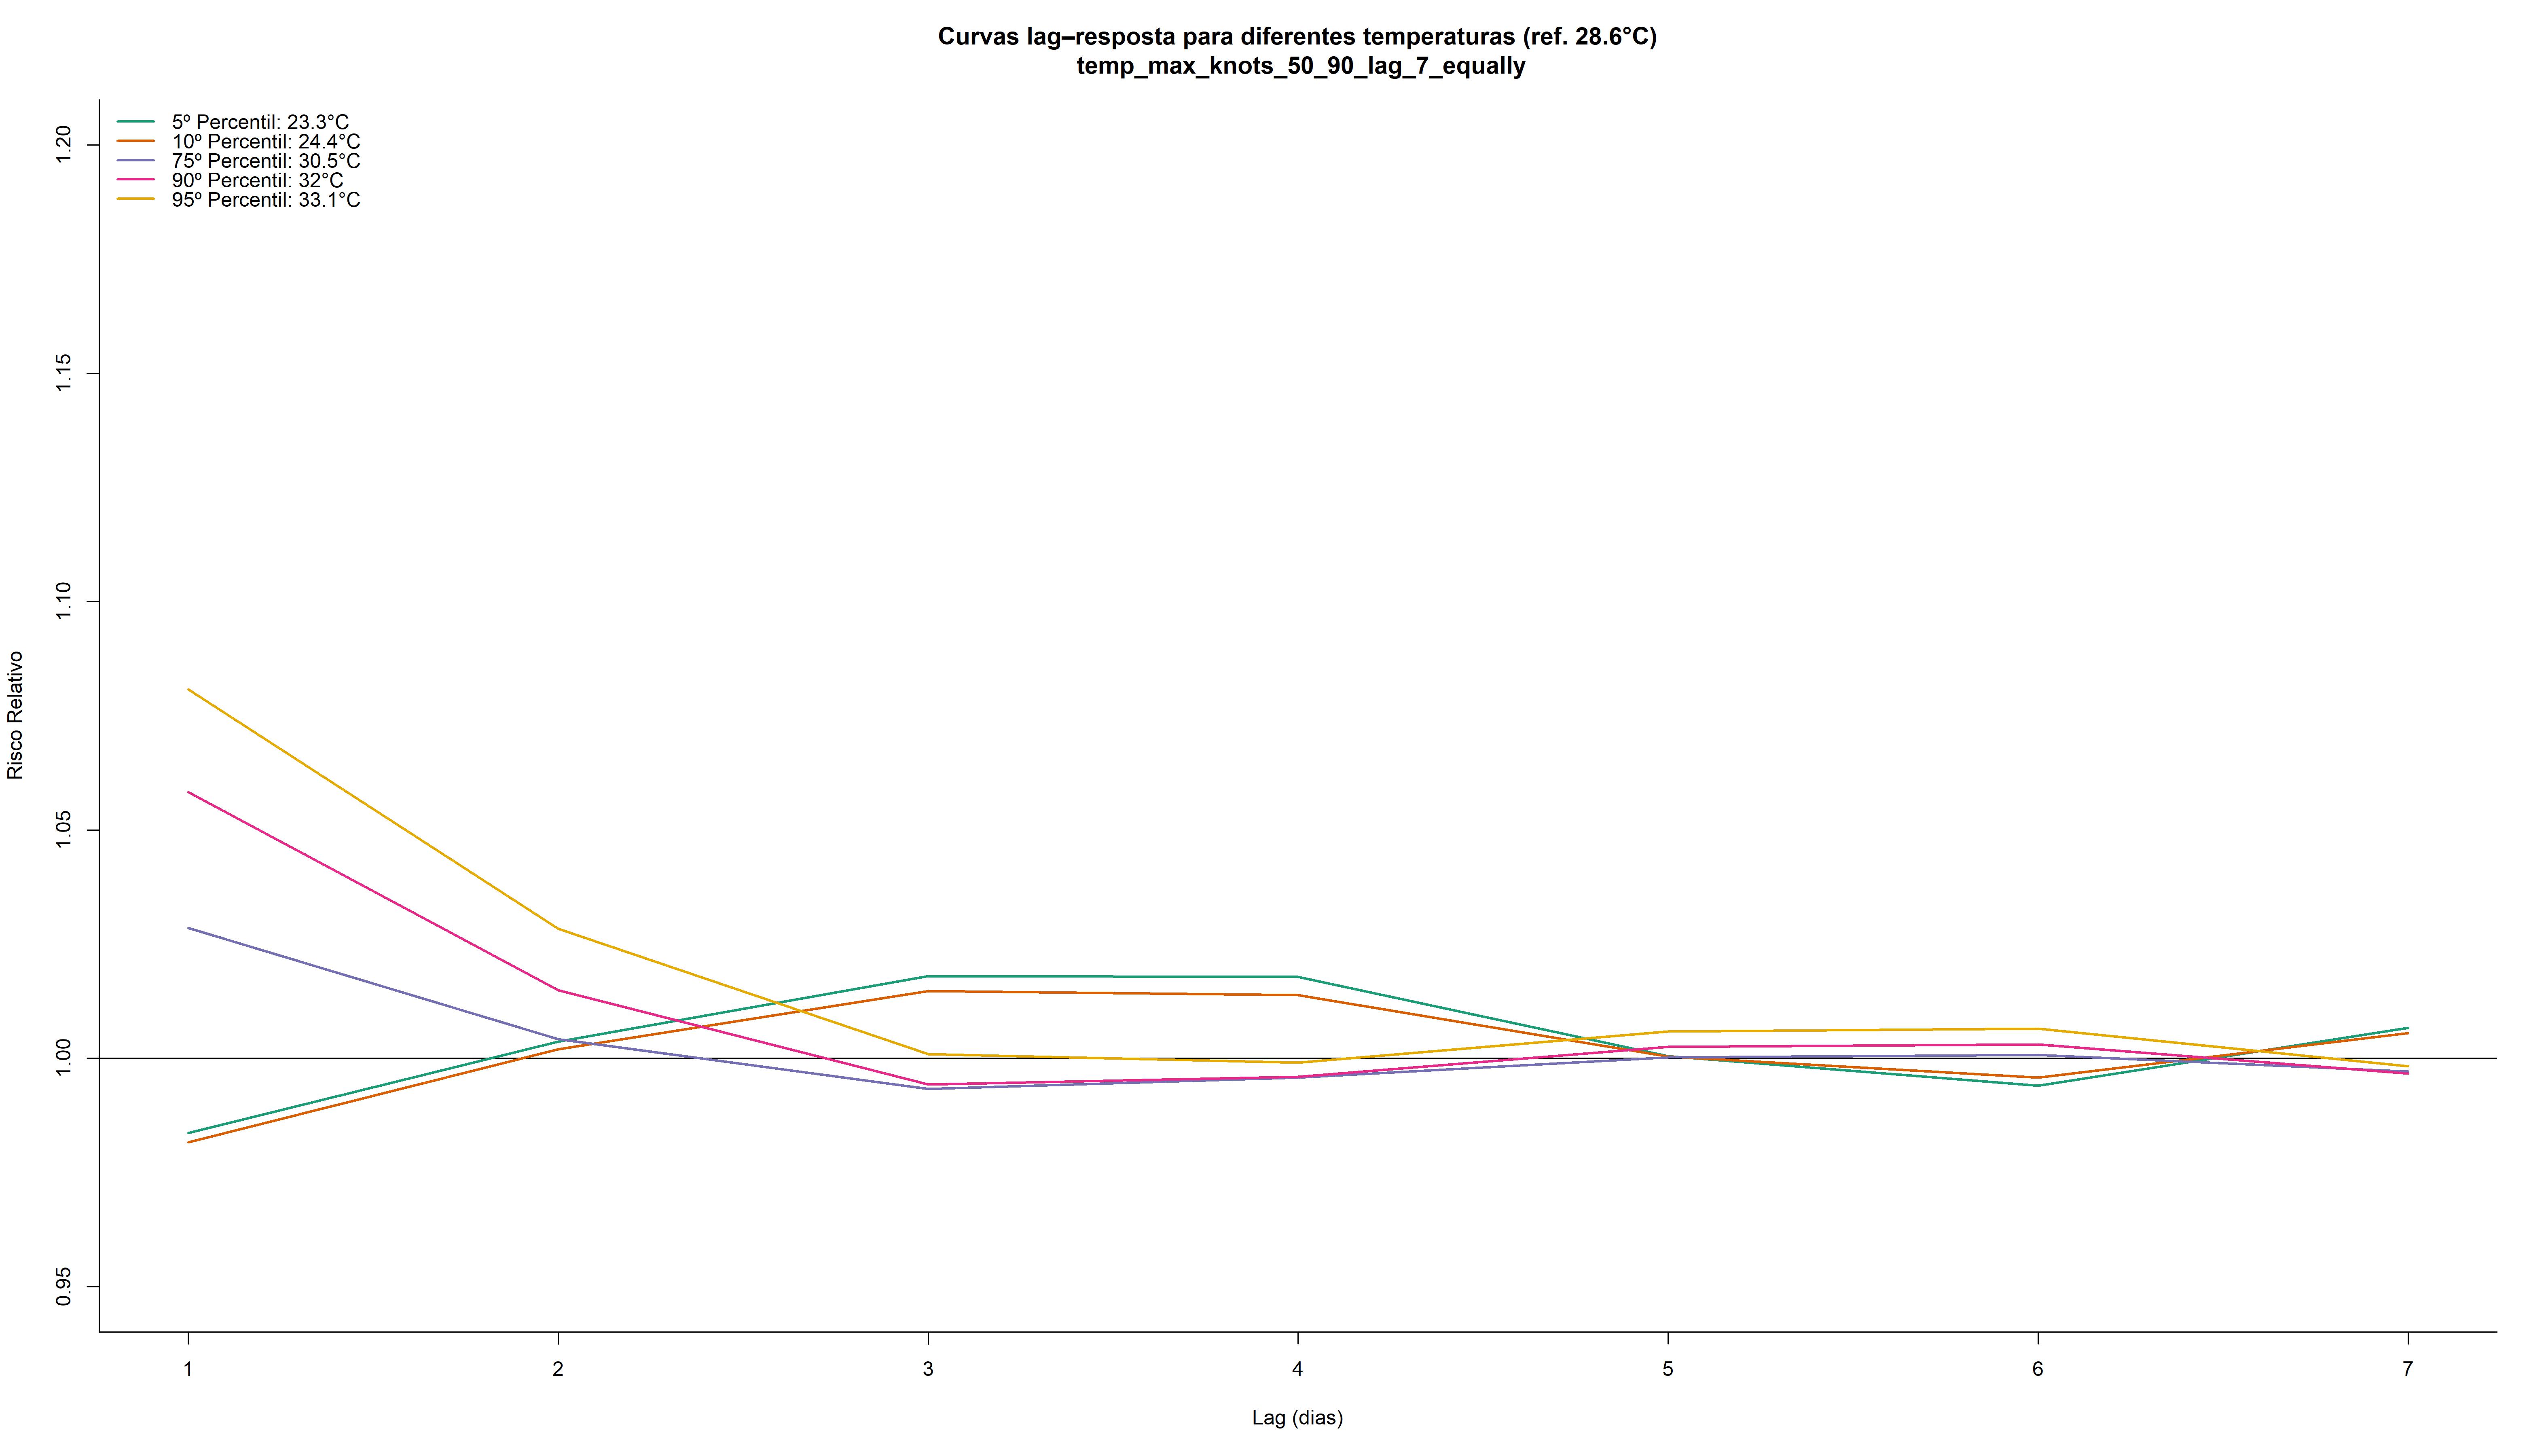 Curvas lag–resposta para diferentes temperaturas (ref. 28.6°C)
temp_max_knots_50_90_lag_7_equally
5º Percentil: 23.3°C
10º Percentil: 24.4°C
75º Percentil: 30.5°C
90º Percentil: 32°C
95º Percentil: 33.1°C
1.20
1.15
1.10
1.05
1.00
0.95
Risco Relativo
1 2 3 4 5 6 7
Lag (dias)